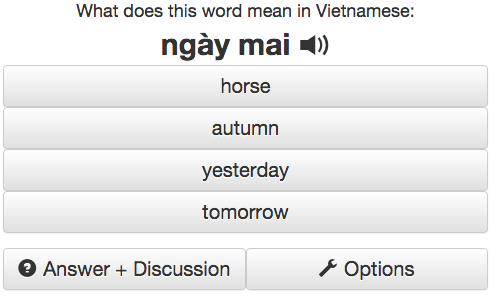 What does this word mean in Vietnamese:
ngày mai
horse
autumn
yesterday
tomorrow
Answer + Discussion
Options